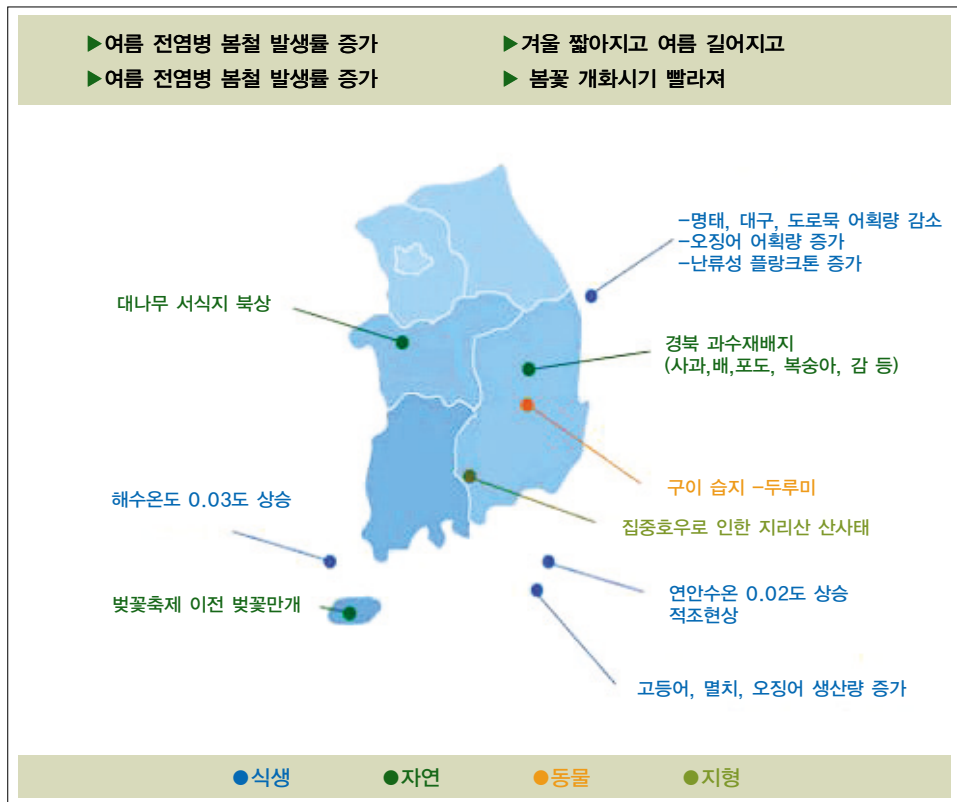 ▶여름 전염병 봄철 발생률 증가
▶겨울 짧아지고 여름 길어지고
▶여름 전염병 봄철 발생률 증가
▶ 봄꽃 개화시기 빨라져
-명태, 대구, 도로묵 어획량 감소
-오징어 어획량 증가
-난류성 플랑크톤 증가
대나무 서식지 북상
경북 과수재배지
(사과,배,포도, 복숭아, 감 등)
구이 습지 -두루미
해수온도 0.03도 상승
집중호우로 인한 지리산 산사태
벚꽃축제 이전 벚꽃만개
연안수온 0.02도 상승
적조현상
고등어, 멸치, 오징어 생산량 증가
●식생 ●자연 ●동물 ●지형